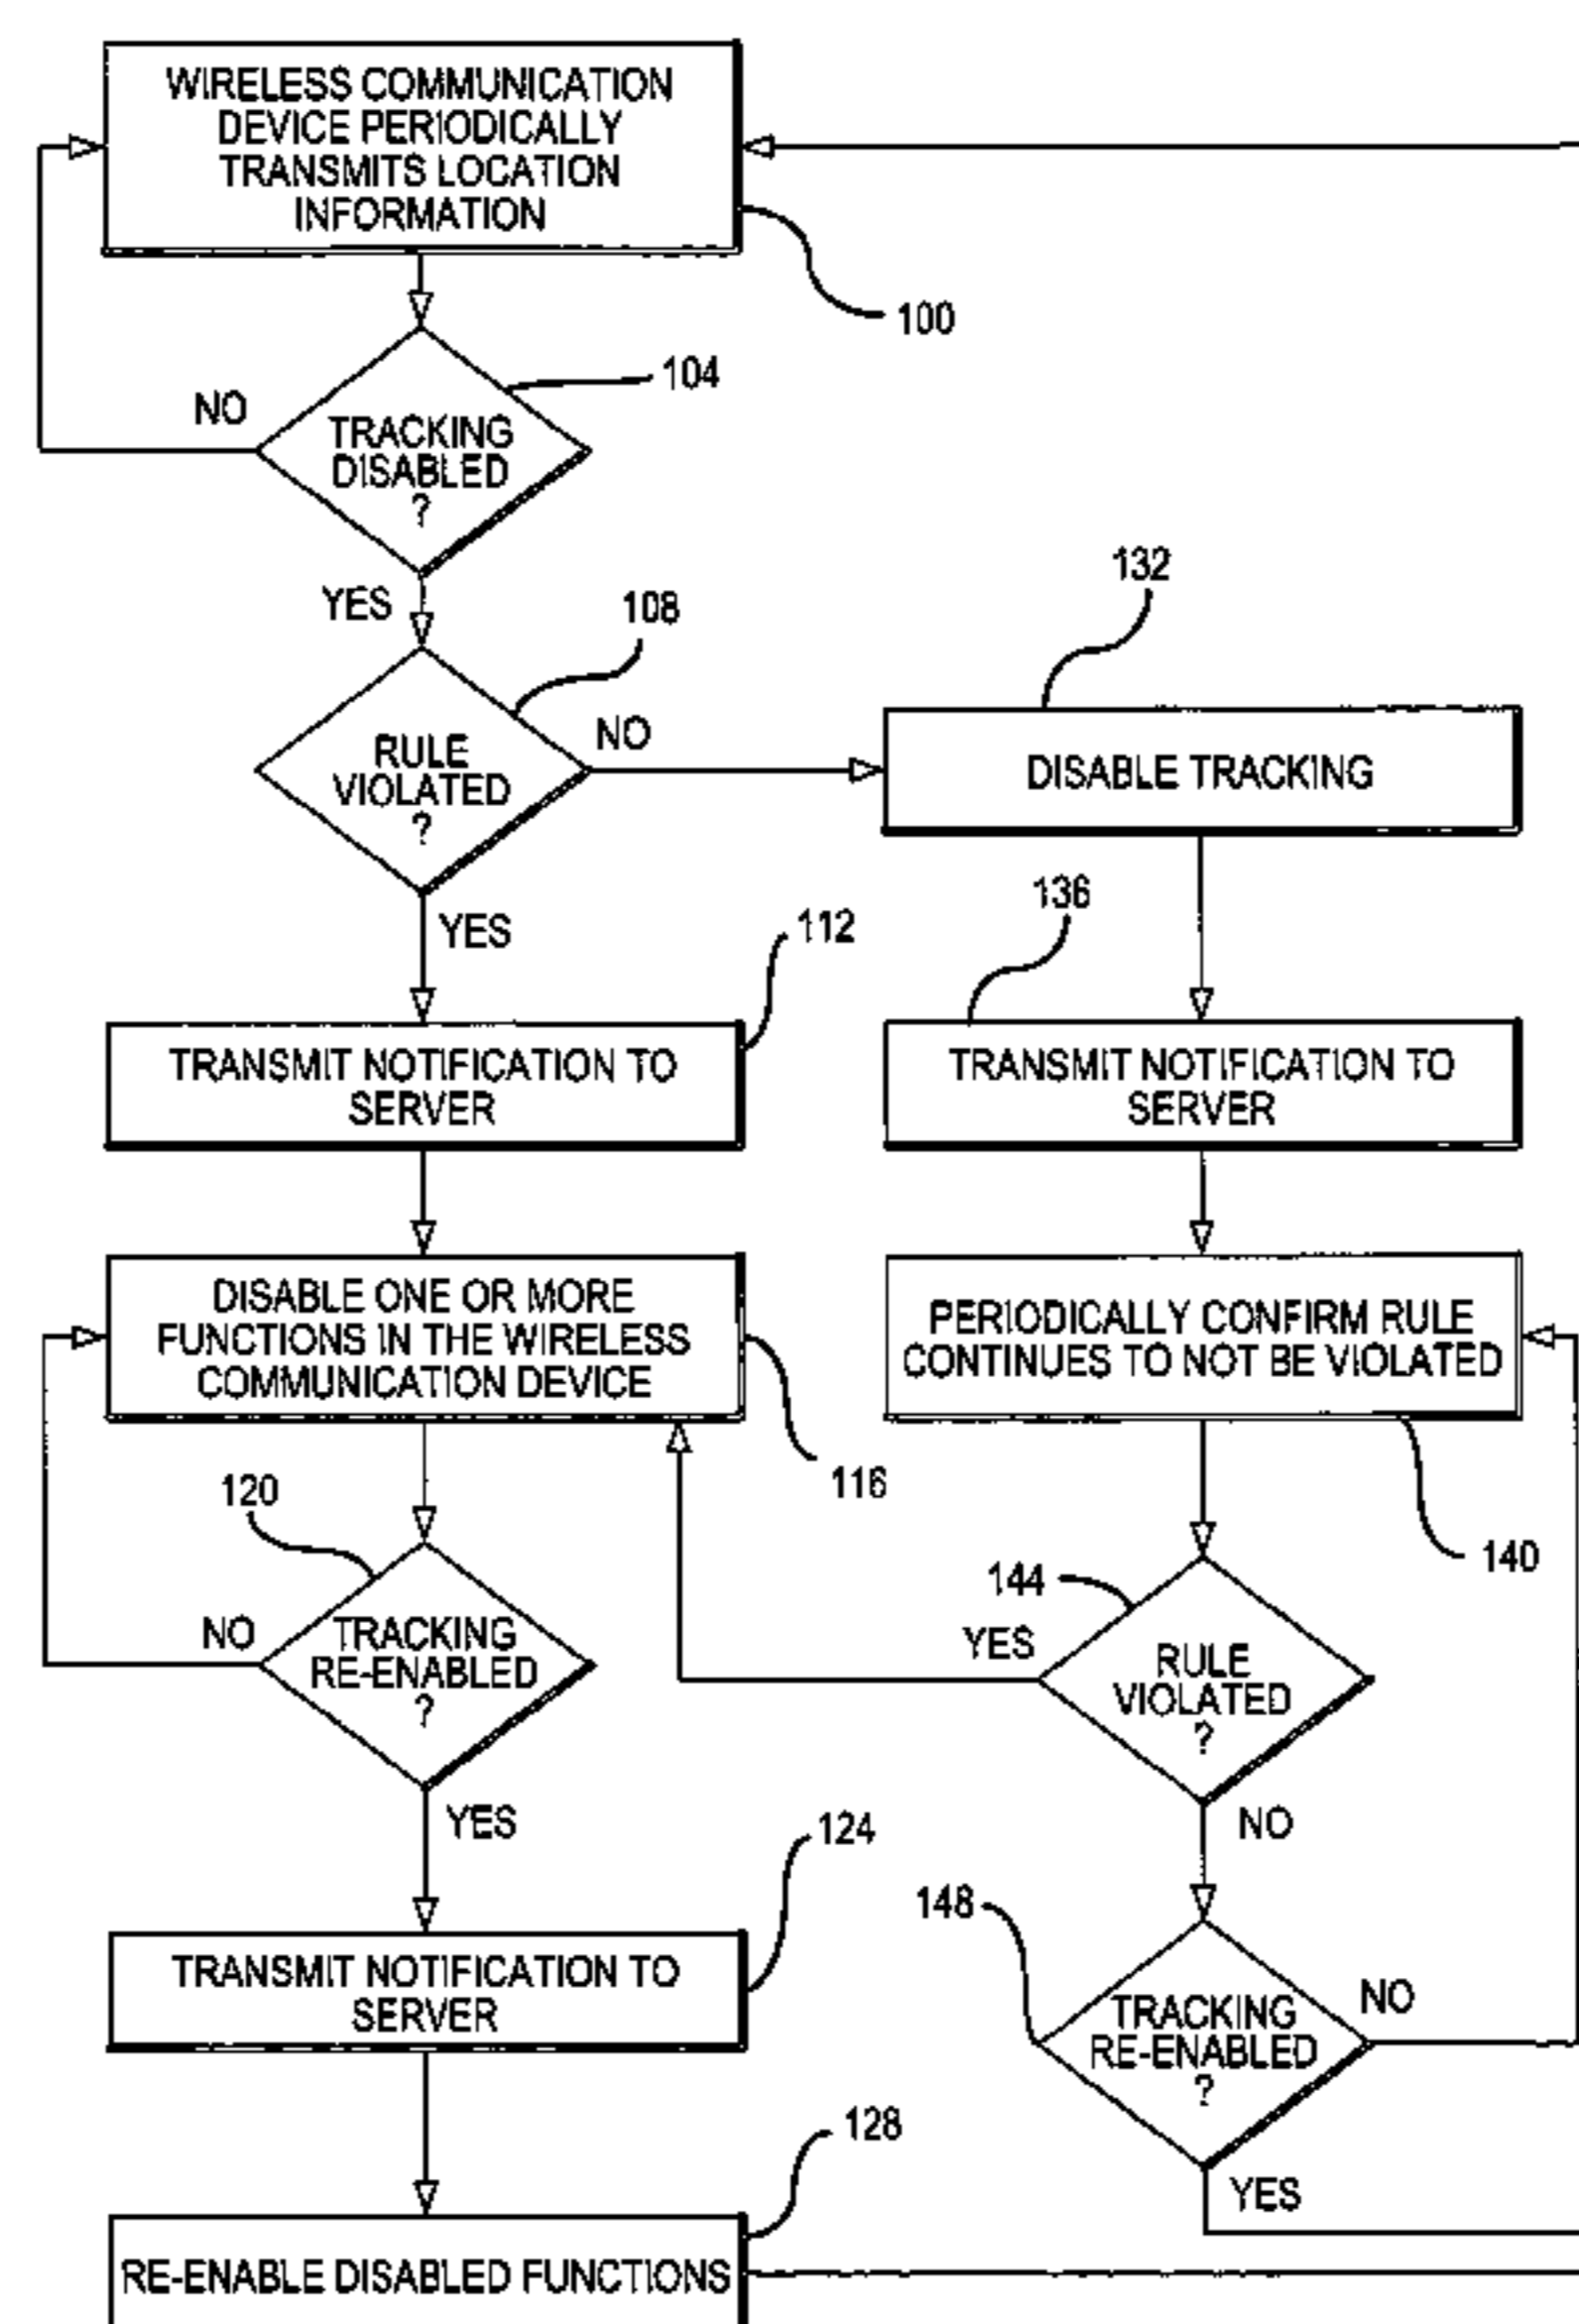 WIRELESS COMMUNICATION
DEVICE PERIODICALLY
TRANSMITS LOCATION
INFORMATION
100
104
NO
TRACKING
DISABLED
?
YES
108
132
RULE
VIOLATED
?
NO
DISABLE TRACKING
YES
112
136
TRANSMIT NOTIFICATION TO
SERVER
TRANSMIT NOTIFICATION TO
SERVER
DISABLE ONE OR MORE
FUNCTIONS IN THE WIRELESS
COMMUNICATION DEVICE
PERIODICALLY CONFIRM RULE
CONTINUES TO NOT BE VIOLATED
116
140
120
144
NO
TRACKING
RE-ENABLED
?
YES
RULE
VIOLATED
?
YES
NO
124
148
TRANSMIT NOTIFICATION TO
SERVER
TRACKING
RE-ENABLED
?
NO
128
YES
RE-ENABLE DISABLED FUNCTIONS